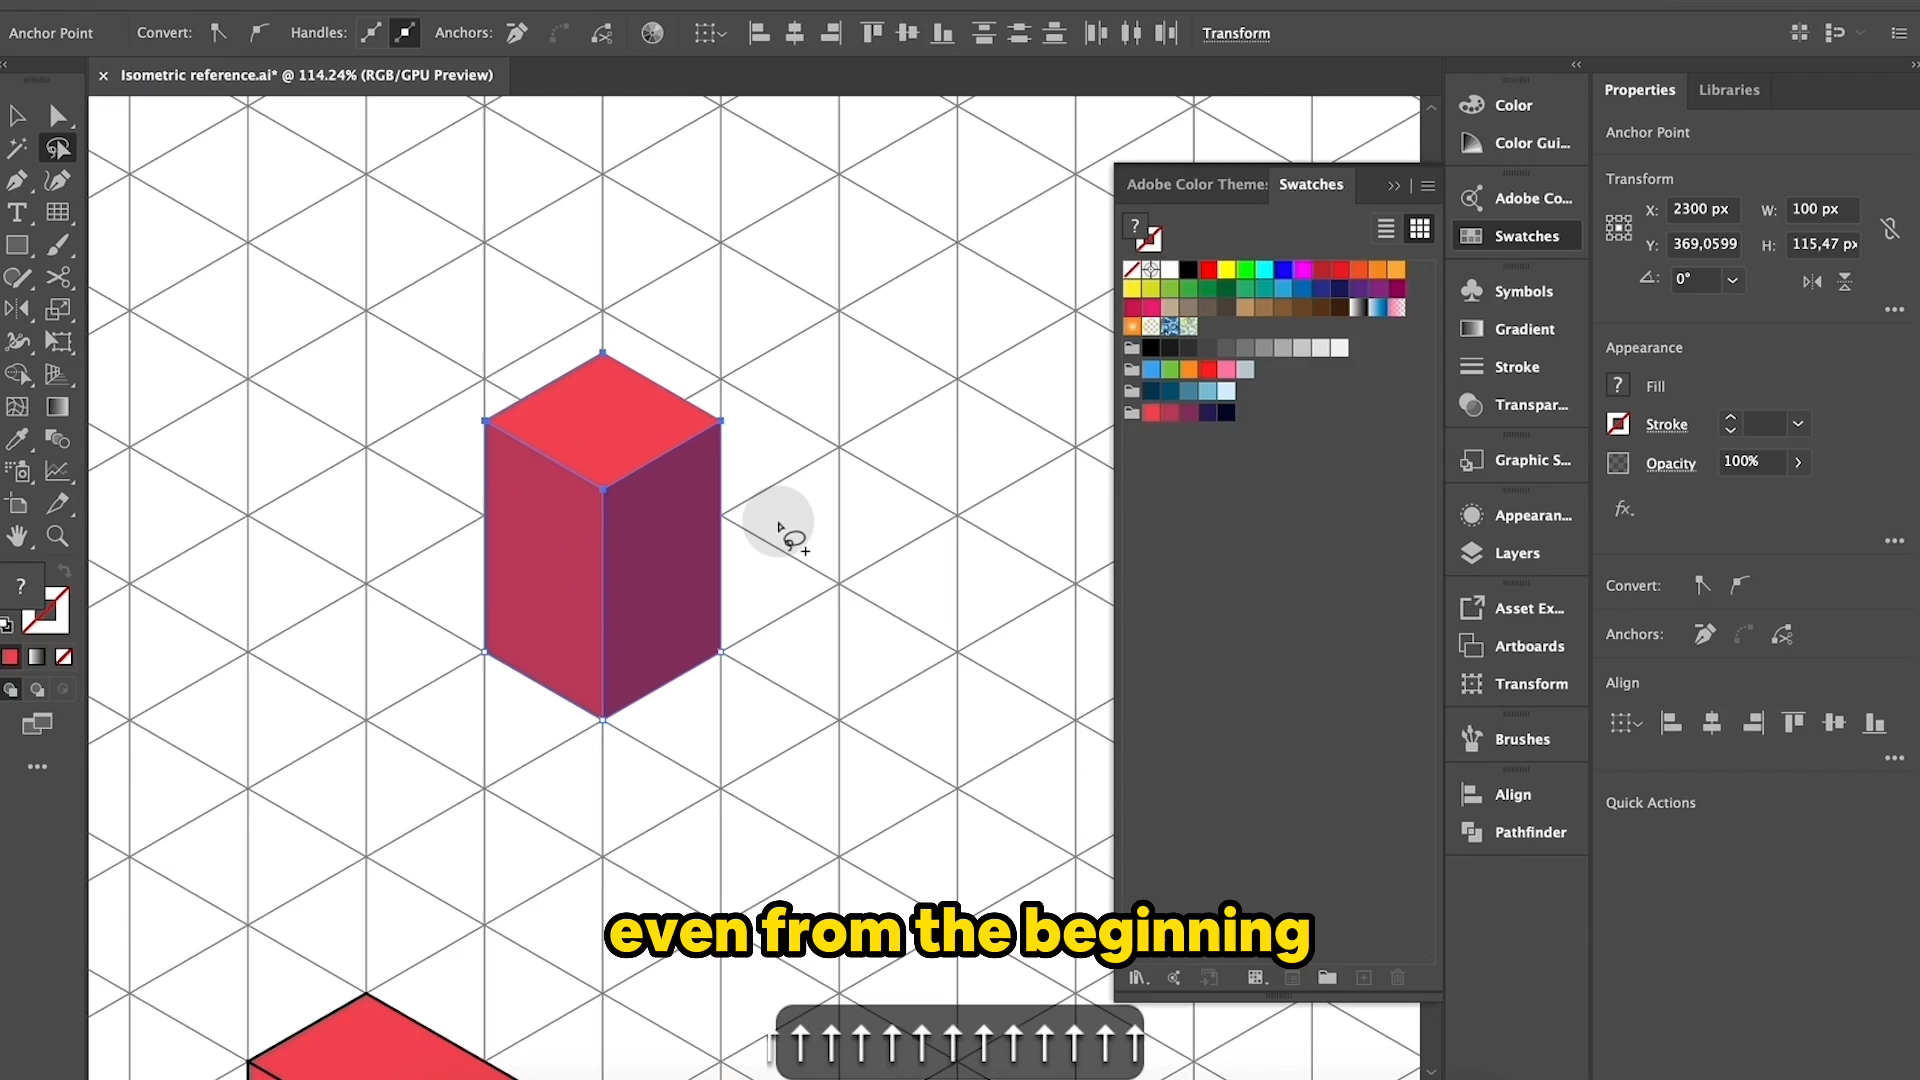 Anchor Point
Convert:
Handles:
Anchors:
Transform
Isometric reference.ai* @ 114.24% (RGB/GPU Preview)
Adobe Color Theme:
Swatches
?
Color
Color Gui...
Adobe Co...
Swatches
Symbols
Gradient
Stroke
Transpar...
Graphic S...
Appearan...
Layers
Asset Ex...
Artboards
Transform
Brushes
Align
Pathfinder
Properties
Libraries
Anchor Point
Transform
X: 2300 px W: 100 px
Y: 369,0599 H: 115,47 px
0°
Appearance
? Fill
Stroke
Opacity 100%
fx.
Convert:
Anchors:
Align
Quick Actions
?
even from the beginning
↑ ↑ ↑ ↑ ↑ ↑ ↑ ↑ ↑ ↑ ↑ ↑